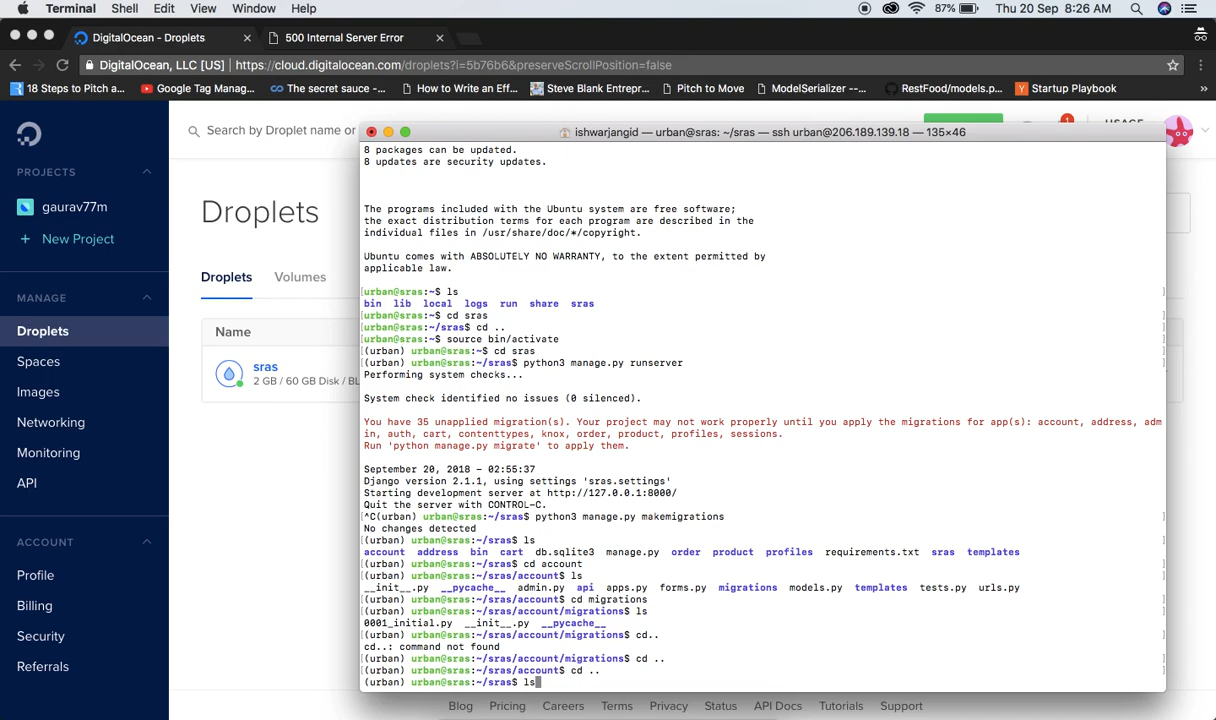 Terminal Shell Edit View Window Help 87% Thu 20 Sep 8:26 AM
DigitalOcean - Droplets 500 Internal Server Error
DigitalOcean, LLC [US] https://cloud.digitalocean.com/droplets?i=5b76b6&preserveScrollPosition=false
18 Steps to Pitch a... Google Tag Manag... The secret sauce -... How to Write an Eff... Steve Blank Entrepr... Pitch to Move ModelSerializer --... RestFood/models.p... Startup Playbook »
Search by Droplet name or
ishwarjangid — urban@sras: ~/sras — ssh urban@206.189.139.18 — 135×46
PROJECTS
gaurav77m
+ New Project
MANAGE
Droplets
Spaces
Images
Networking
Monitoring
API
ACCOUNT
Profile
Billing
Security
Referrals
Droplets
Droplets Volumes
Name
sras
2 GB / 60 GB Disk / BL
8 packages can be updated.
8 updates are security updates.
The programs included with the Ubuntu system are free software;
the exact distribution terms for each program are described in the
individual files in /usr/share/doc/*/copyright.
Ubuntu comes with ABSOLUTELY NO WARRANTY, to the extent permitted by
applicable law.
[urban@sras:~$ ls
bin lib local logs run share sras
[urban@sras:~$ cd sras
[urban@sras:~/sras$ cd ..
[urban@sras:~$ source bin/activate
[(urban) urban@sras:~$ cd sras
[(urban) urban@sras:~/sras$ python3 manage.py runserver
Performing system checks...
System check identified no issues (0 silenced).
You have 35 unapplied migration(s). Your project may not work properly until you apply the migrations for app(s): account, address, adm
in, auth, cart, contenttypes, knox, order, product, profiles, sessions.
Run 'python manage.py migrate' to apply them.
September 20, 2018 - 02:55:37
Django version 2.1.1, using settings 'sras.settings'
Starting development server at http://127.0.0.1:8000/
Quit the server with CONTROL-C.
[^C(urban) urban@sras:~/sras$ python3 manage.py makemigrations
No changes detected
[(urban) urban@sras:~/sras$ ls
account address bin cart db.sqlite3 manage.py order product profiles requirements.txt sras templates
[(urban) urban@sras:~/sras$ cd account
[(urban) urban@sras:~/sras/account$ ls
__init__.py __pycache__ admin.py api apps.py forms.py migrations models.py templates tests.py urls.py
[(urban) urban@sras:~/sras/account$ cd migrations
[(urban) urban@sras:~/sras/account/migrations$ ls
0001_initial.py __init__.py __pycache__
[(urban) urban@sras:~/sras/account/migrations$ cd..
cd..: command not found
[(urban) urban@sras:~/sras/account/migrations$ cd ..
[(urban) urban@sras:~/sras/account$ cd ..
(urban) urban@sras:~/sras$ ls
Blog Pricing Careers Terms Privacy Status API Docs Tutorials Support